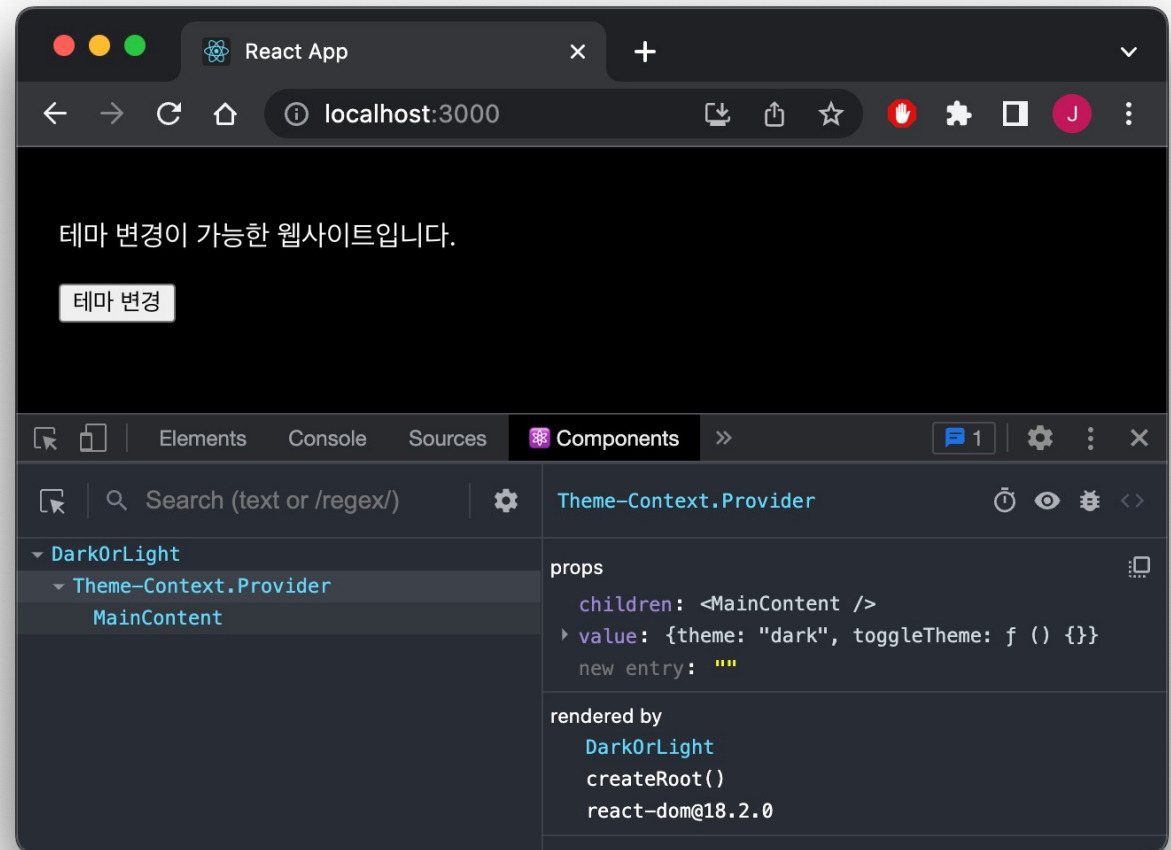 React App
localhost:3000
J
테마 변경이 가능한 웹사이트입니다.
테마 변경
Elements Console Sources Components » 1
Search (text or /regex/)
DarkOrLight
Theme-Context.Provider
MainContent
Theme-Context.Provider
props
children: <MainContent />
value: {theme: "dark", toggleTheme: ƒ () {}}
new entry: ""
rendered by
DarkOrLight
createRoot()
react-dom@18.2.0